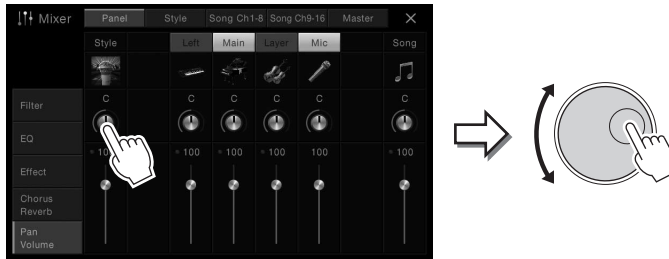 Mixer
Panel Style Song Ch1-8 Song Ch9-16 Master
Style Left Main Layer Mic Song
C C C C C C
100 100 100 100 100
Filter
EQ
Effect
Chorus
Reverb
Pan
Volume